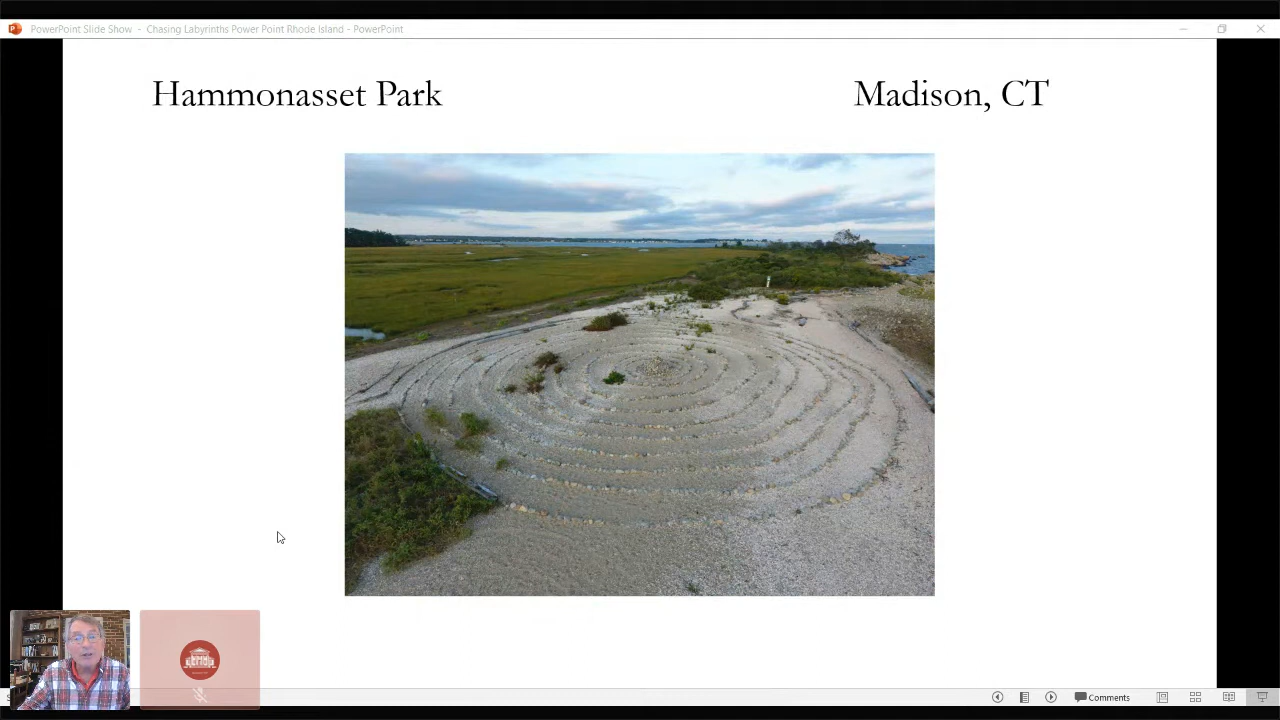 PowerPoint Slide Show - Chasing Labyrinths Power Point Rhode Island - PowerPoint
Hammonasset Park
Madison, CT
Comments